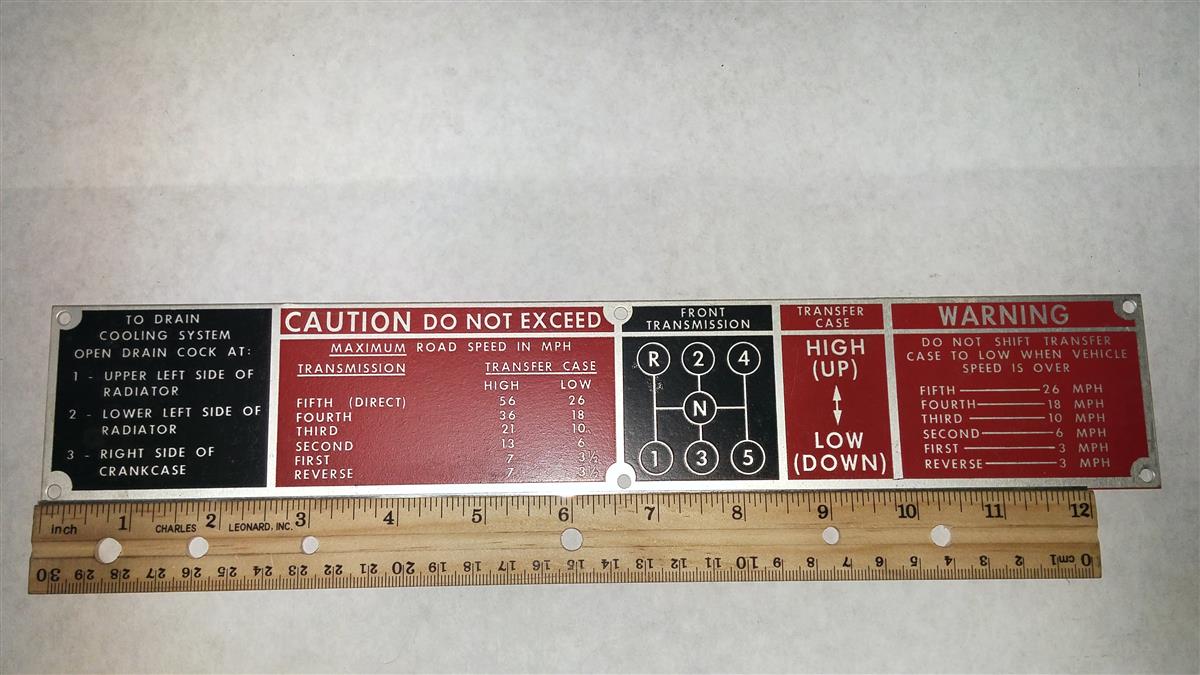 TO DRAIN
COOLING SYSTEM
OPEN DRAIN COCK AT:
1 - UPPER LEFT SIDE OF
RADIATOR
2 - LOWER LEFT SIDE OF
RADIATOR
3 - RIGHT SIDE OF
CRANKCASE
CAUTION DO NOT EXCEED
MAXIMUM ROAD SPEED IN MPH
TRANSMISSION TRANSFER CASE
HIGH LOW
FIFTH (DIRECT) 56 26
FOURTH 36 18
THIRD 21 10
SECOND 13 6
FIRST 7 3½
REVERSE 7 3½
FRONT
TRANSMISSION
R 2 4
N
1 3 5
TRANSFER
CASE
HIGH
(UP)
LOW
(DOWN)
WARNING
DO NOT SHIFT TRANSFER
CASE TO LOW WHEN VEHICLE
SPEED IS OVER
FIFTH 26 MPH
FOURTH 18 MPH
THIRD 10 MPH
SECOND 6 MPH
FIRST 3 MPH
REVERSE 3 MPH
1 2 3 4 5 6 7 8 9 10 11 12
inch CHARLES LEONARD, INC.
30 29 28 27 26 25 24 23 22 21 20 19 18 17 16 15 14 13 12 11 10 9 8 7 6 5 4 3 2 1 cm 0